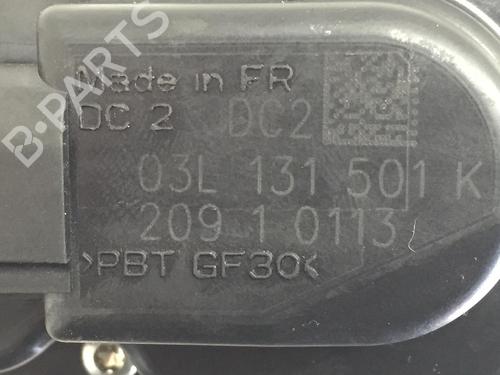 B-PARTS
Made in FR
DC 2 DC2
03L 131 501 K
209 1 0113
>PBT GF30<